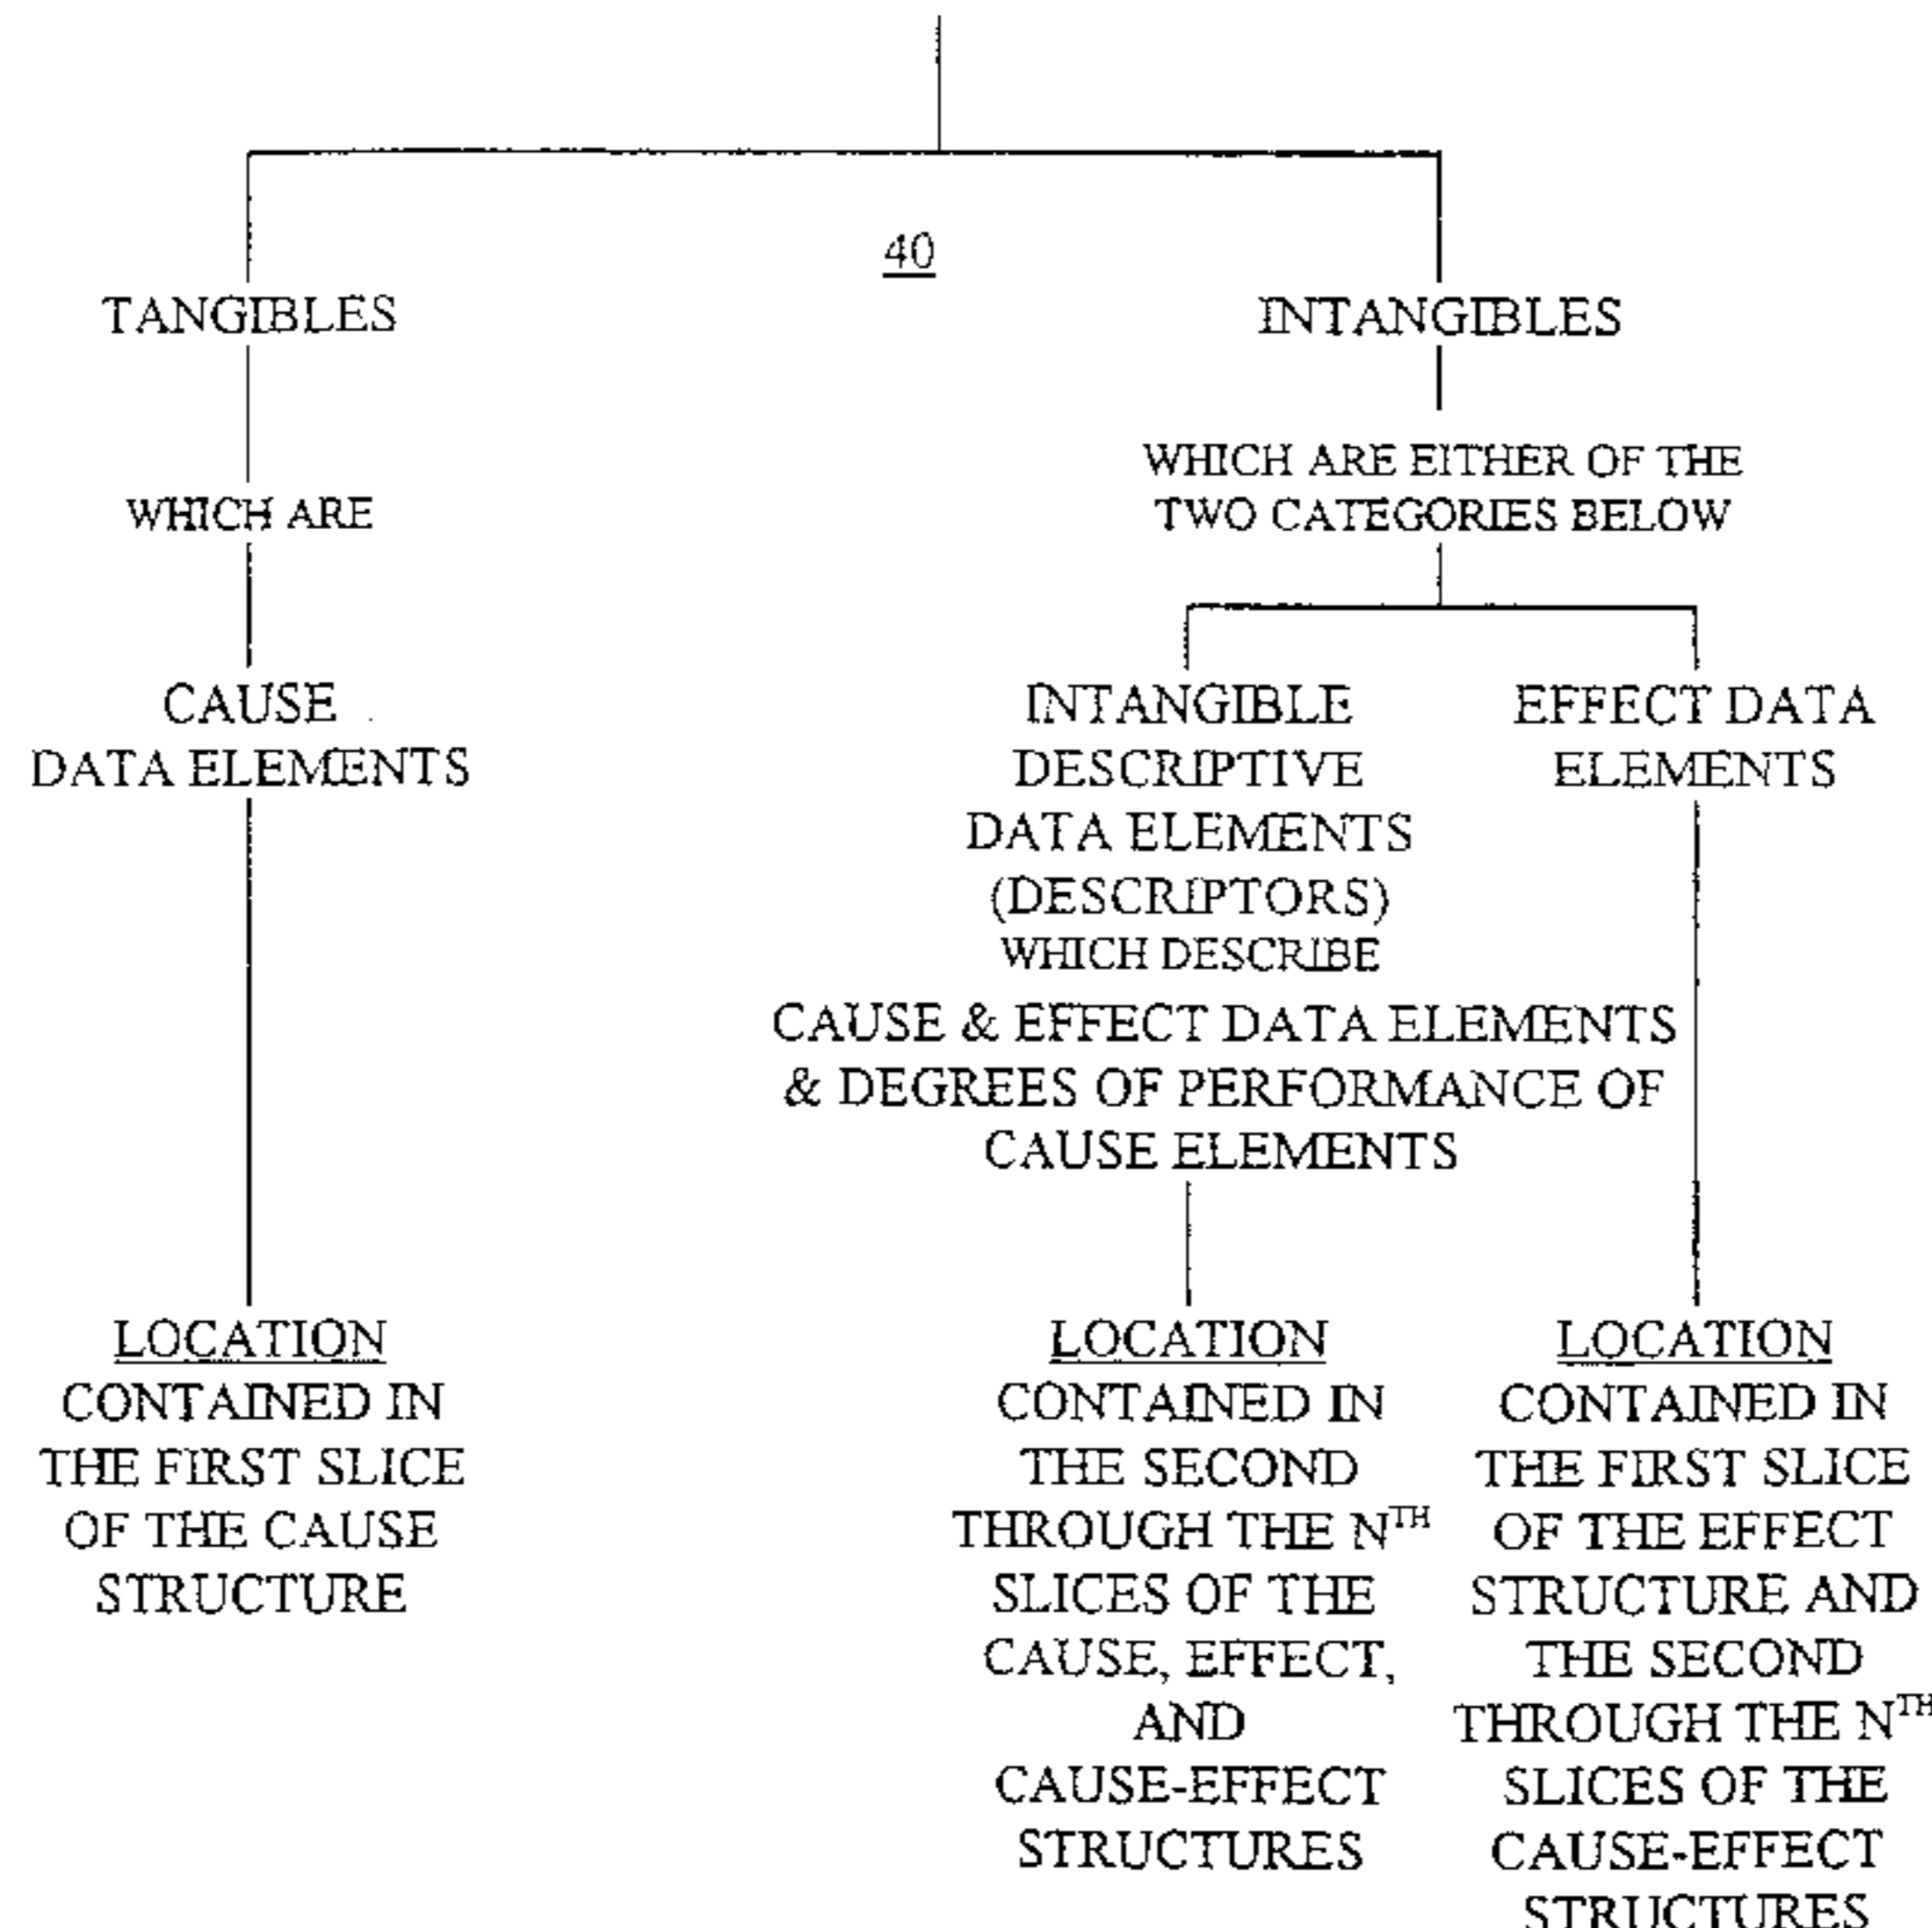 40
TANGIBLES
WHICH ARE
CAUSE
DATA ELEMENTS
LOCATION
CONTAINED IN
THE FIRST SLICE
OF THE CAUSE
STRUCTURE
INTANGIBLES
WHICH ARE EITHER OF THE
TWO CATEGORIES BELOW
INTANGIBLE
DESCRIPTIVE
DATA ELEMENTS
(DESCRIPTORS)
WHICH DESCRIBE
CAUSE & EFFECT DATA ELEMENTS
& DEGREES OF PERFORMANCE OF
CAUSE ELEMENTS
LOCATION
CONTAINED IN
THE SECOND
THROUGH THE NTH
SLICES OF THE
CAUSE, EFFECT,
AND
CAUSE-EFFECT
STRUCTURES
EFFECT DATA
ELEMENTS
LOCATION
CONTAINED IN
THE FIRST SLICE
OF THE EFFECT
STRUCTURE AND
THE SECOND
THROUGH THE NTH
SLICES OF THE
CAUSE-EFFECT
STRUCTURES